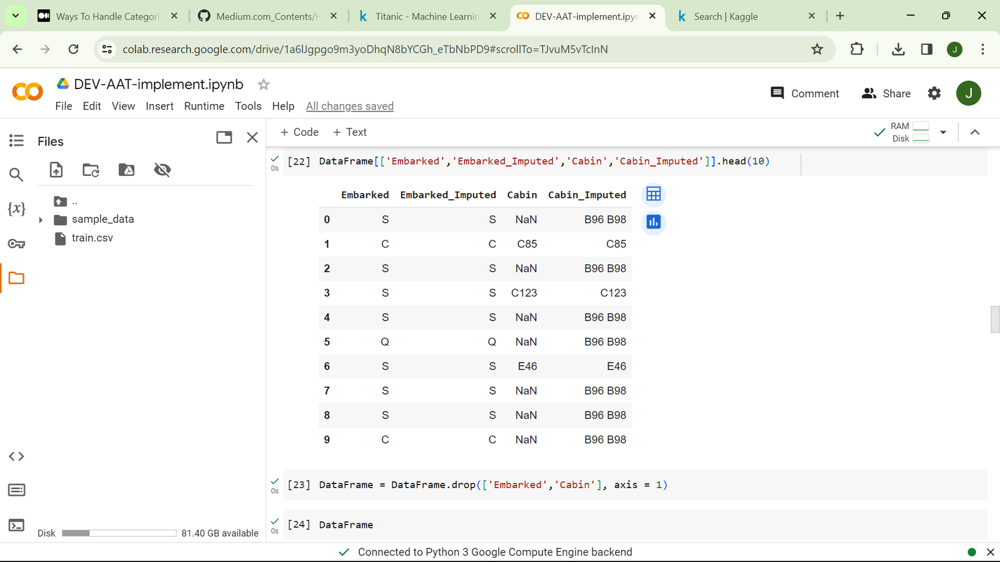 Ways To Handle Categori
Medium.com_Contents/H
Titanic - Machine Learnin
DEV-AAT-implement.ipyn
Search | Kaggle
colab.research.google.com/drive/1a6lJgpgo9m3yoDhqN8bYCGh_eTbNbPD9#scrollTo=TJvuM5vTcInN
J
DEV-AAT-implement.ipynb
Comment
Share
J
File Edit View Insert Runtime Tools Help All changes saved
Files
+ Code + Text
RAM
Disk
..
sample_data
train.csv
{x}
0s
[22] DataFrame[['Embarked','Embarked_Imputed','Cabin','Cabin_Imputed']].head(10)
Embarked Embarked_Imputed Cabin Cabin_Imputed
0 S S NaN B96 B98
1 C C C85 C85
2 S S NaN B96 B98
3 S S C123 C123
4 S S NaN B96 B98
5 Q Q NaN B96 B98
6 S S E46 E46
7 S S NaN B96 B98
8 S S NaN B96 B98
9 C C NaN B96 B98
0s
[23] DataFrame = DataFrame.drop(['Embarked','Cabin'], axis = 1)
0s
[24] DataFrame
Disk 81.40 GB available
Connected to Python 3 Google Compute Engine backend